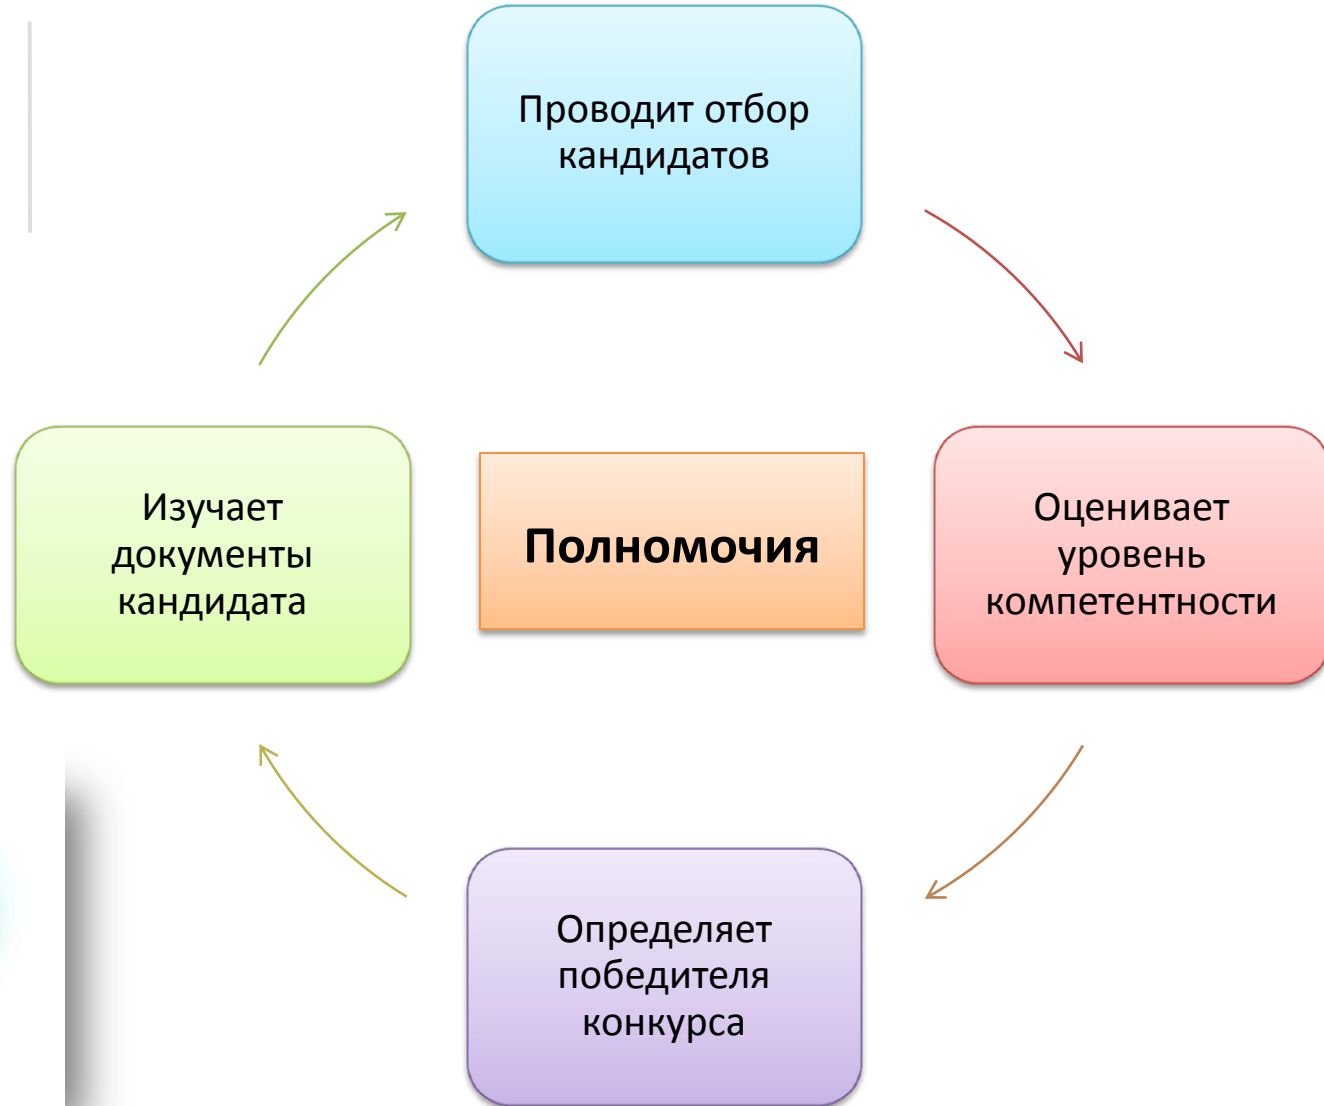 Проводит отбор
кандидатов
Изучает
документы
кандидата
Полномочия
Оценивает
уровень
компетентности
Определяет
победителя
конкурса